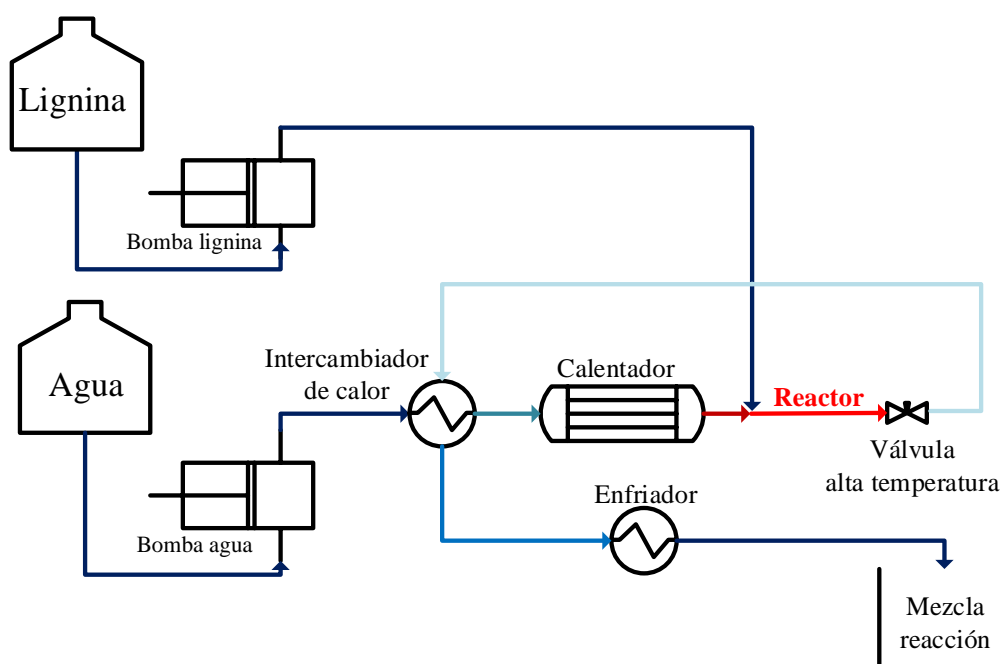 Lignina
Bomba lignina
Agua
Intercambiador
de calor
Calentador
Reactor
Válvula
alta temperatura
Bomba agua
Enfriador
Mezcla
reacción